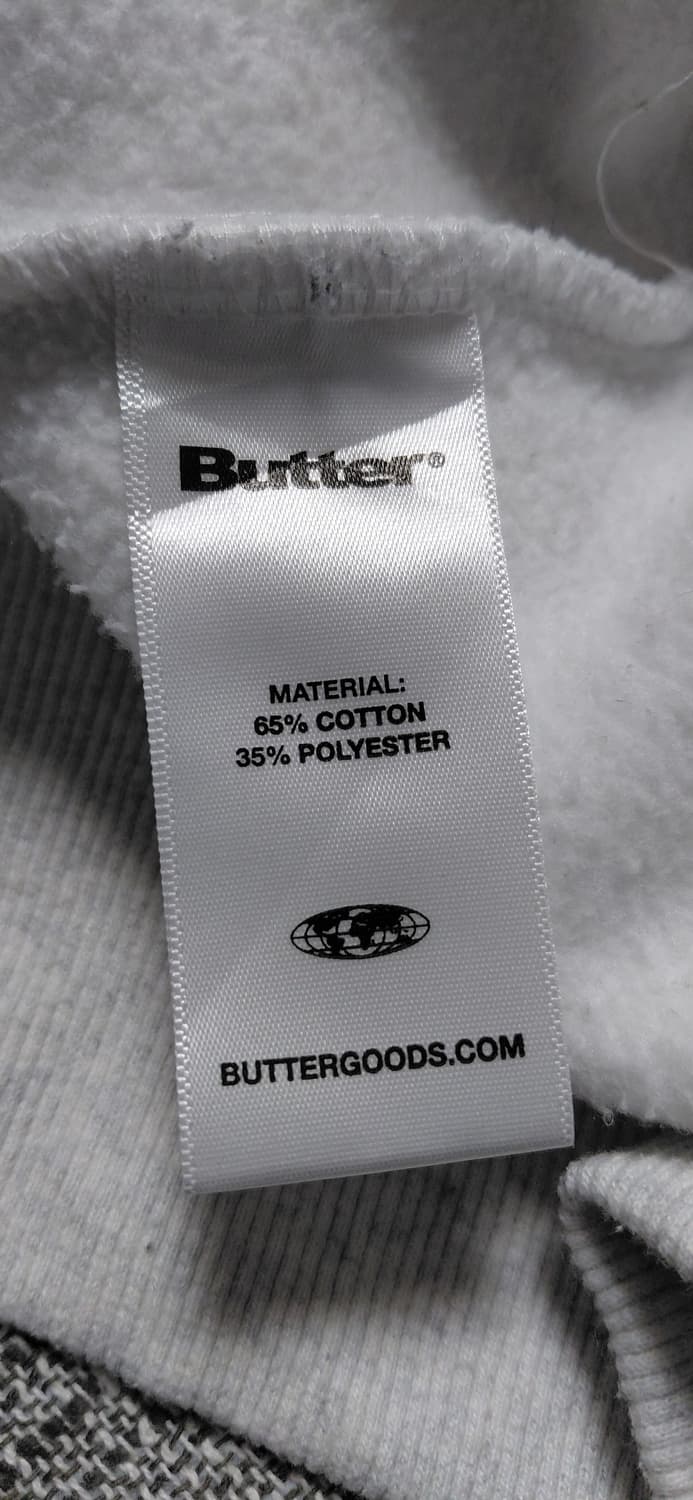 Butter®
MATERIAL:
65% COTTON
35% POLYESTER
BUTTERGOODS.COM